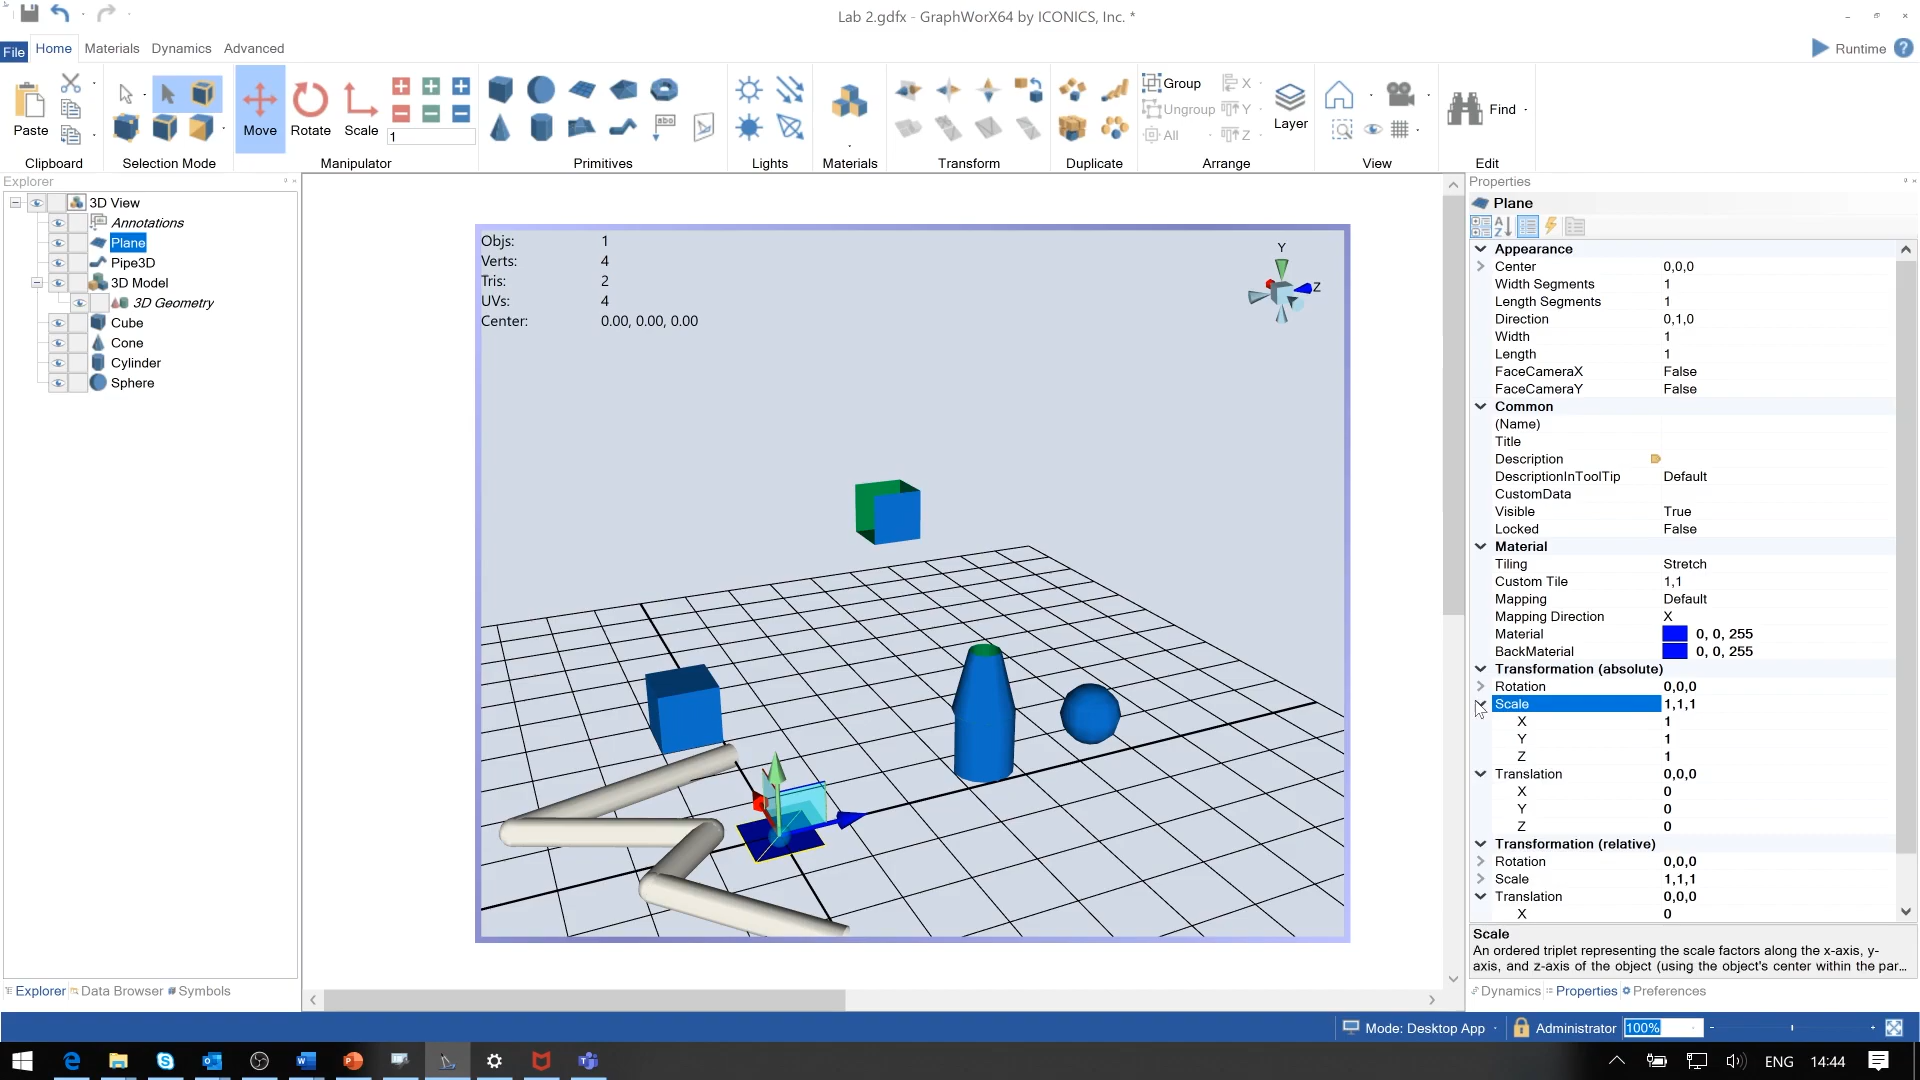 Lab 2.gdfx - GraphWorX64 by ICONICS, Inc. *
File Home Materials Dynamics Advanced
Runtime
Paste
Move Rotate Scale
1
Group
Ungroup
All
X
Y
Z
Layer
Find
Clipboard Selection Mode Manipulator Primitives Lights Materials Transform Duplicate Arrange View Edit
Explorer
3D View
Annotations
Plane
Pipe3D
3D Model
3D Geometry
Cube
Cone
Cylinder
Sphere
Explorer Data Browser Symbols
Objs: 1
Verts: 4
Tris: 2
UVs: 4
Center: 0.00, 0.00, 0.00
Y
Z
Properties
Plane
Appearance
Center 0,0,0
Width Segments 1
Length Segments 1
Direction 0,1,0
Width 1
Length 1
FaceCameraX False
FaceCameraY False
Common
(Name)
Title
Description
DescriptionInToolTip Default
CustomData
Visible True
Locked False
Material
Tiling Stretch
Custom Tile 1,1
Mapping Default
Mapping Direction X
Material 0, 0, 255
BackMaterial 0, 0, 255
Transformation (absolute)
Rotation 0,0,0
Scale 1,1,1
X 1
Y 1
Z 1
Translation 0,0,0
X 0
Y 0
Z 0
Transformation (relative)
Rotation 0,0,0
Scale 1,1,1
Translation 0,0,0
X 0
Scale
An ordered triplet representing the scale factors along the x-axis, y-
axis, and z-axis of the object (using the object's center within the par...
Dynamics Properties Preferences
Mode: Desktop App Administrator 100%
ENG 14:44